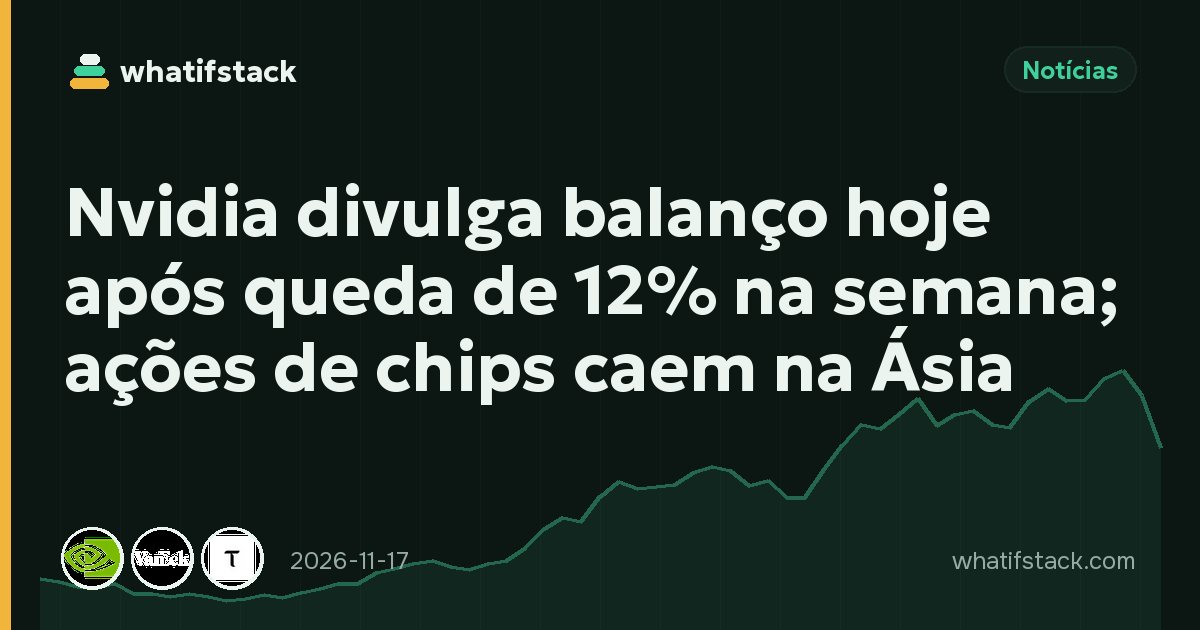 whatifstack
Notícias
Nvidia divulga balanço hoje
após queda de 12% na semana;
ações de chips caem na Ásia
VanEck
τ
2026-11-17
whatifstack.com